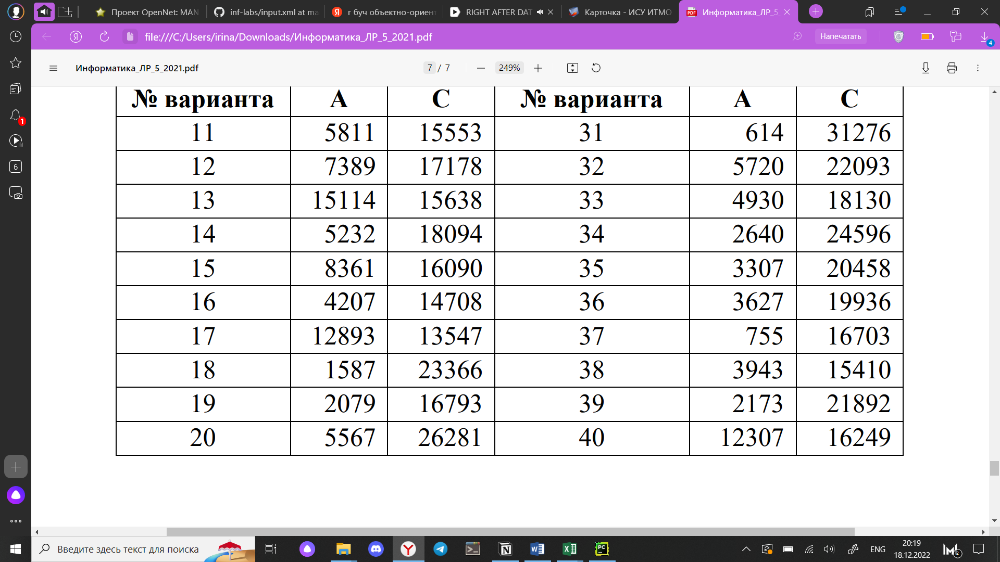 Проект OpenNet: MAN
inf-labs/input.xml at ma
г буч объектно-ориент
RIGHT AFTER DAT
Карточка - ИСУ ИТМО
Информатика_ЛР_5_
file:///C:/Users/irina/Downloads/Информатика_ЛР_5_2021.pdf
Напечатать
4
Информатика_ЛР_5_2021.pdf
7 / 7
249%
№ варианта A C № варианта A C
11 5811 15553 31 614 31276
12 7389 17178 32 5720 22093
13 15114 15638 33 4930 18130
14 5232 18094 34 2640 24596
15 8361 16090 35 3307 20458
16 4207 14708 36 3627 19936
17 12893 13547 37 755 16703
18 1587 23366 38 3943 15410
19 2079 16793 39 2173 21892
20 5567 26281 40 12307 16249
1
6
Введите здесь текст для поиска
ENG
20:19
18.12.2022
2